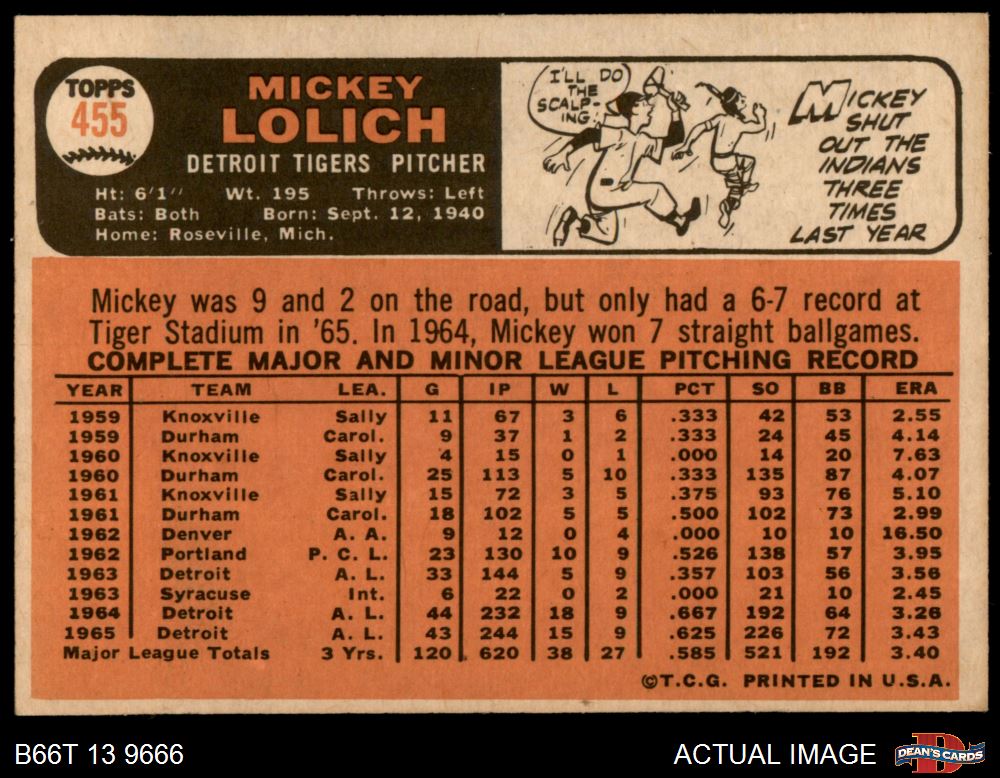 TOPPS
455
MICKEY
LOLICH
DETROIT TIGERS PITCHER
Ht: 6'1" Wt. 195 Throws: Left
Bats: Both Born: Sept. 12, 1940
Home: Roseville, Mich.
I'LL DO
THE
SCALP-
ING
MICKEY
SHUT
OUT THE
INDIANS
THREE
TIMES
LAST YEAR
Mickey was 9 and 2 on the road, but only had a 6-7 record at
Tiger Stadium in '65. In 1964, Mickey won 7 straight ballgames.
COMPLETE MAJOR AND MINOR LEAGUE PITCHING RECORD
YEAR TEAM LEA. G IP W L PCT SO BB ERA
1959 Knoxville Sally 11 67 3 6 .333 42 53 2.55
1959 Durham Carol. 9 37 1 2 .333 24 45 4.14
1960 Knoxville Sally 4 15 0 1 .000 14 20 7.63
1960 Durham Carol. 25 113 5 10 .333 135 87 4.07
1961 Knoxville Sally 15 72 3 5 .375 93 76 5.10
1961 Durham Carol. 18 102 5 5 .500 102 73 2.99
1962 Denver A. A. 9 12 0 4 .000 10 10 16.50
1962 Portland P. C. L. 23 130 10 9 .526 138 57 3.95
1963 Detroit A. L. 33 144 5 9 .357 103 56 3.56
1963 Syracuse Int. 6 22 0 2 .000 21 10 2.45
1964 Detroit A. L. 44 232 18 9 .667 192 64 3.26
1965 Detroit A. L. 43 244 15 9 .625 226 72 3.43
Major League Totals 3 Yrs. 120 620 38 27 .585 521 192 3.40
©T.C.G. PRINTED IN U.S.A.
B66T 13 9666
ACTUAL IMAGE
DEAN'S CARDS